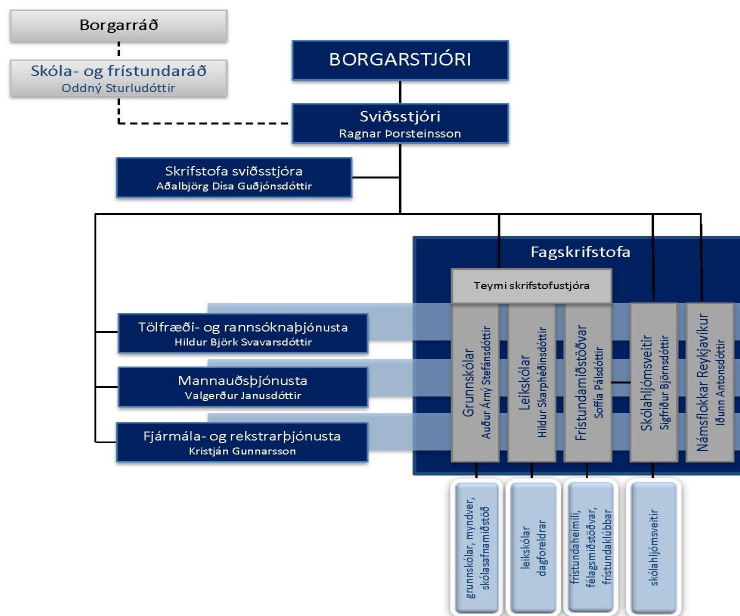 Borgarráð
Skóla- og frístundaráð
Oddný Sturludóttir
BORGARSTJÓRI
Sviðsstjóri
Ragnar Þorsteinsson
Skrifstofa sviðsstjóra
Aðalbjörg Dísa Guðjónsdóttir
Fagskrifstofa
Teymi skrifstofustjóra
Tölfræði- og rannsóknaþjónusta
Hildur Björk Svavarsdóttir
Mannauðsþjónusta
Valgerður Janusdóttir
Fjármála- og rekstrarþjónusta
Kristján Gunnarsson
Grunnskólar
Auður Árný Stefánsdóttir
Leikskólar
Hildur Skarphéðinsdóttir
Frístundamiðstöðvar
Soffía Pálsdóttir
Skólahljómsveitir
Sigfríður Björnsdóttir
Námsflokkar Reykjavíkur
Iðunn Antonsdóttir
grunnskólar, myndver,
skólasafnamiðstöð
leikskólar
dagforeldrar
frístundaheimili,
félagsmiðstöðvar,
frístundaklúbbar
skólahljómsveitir